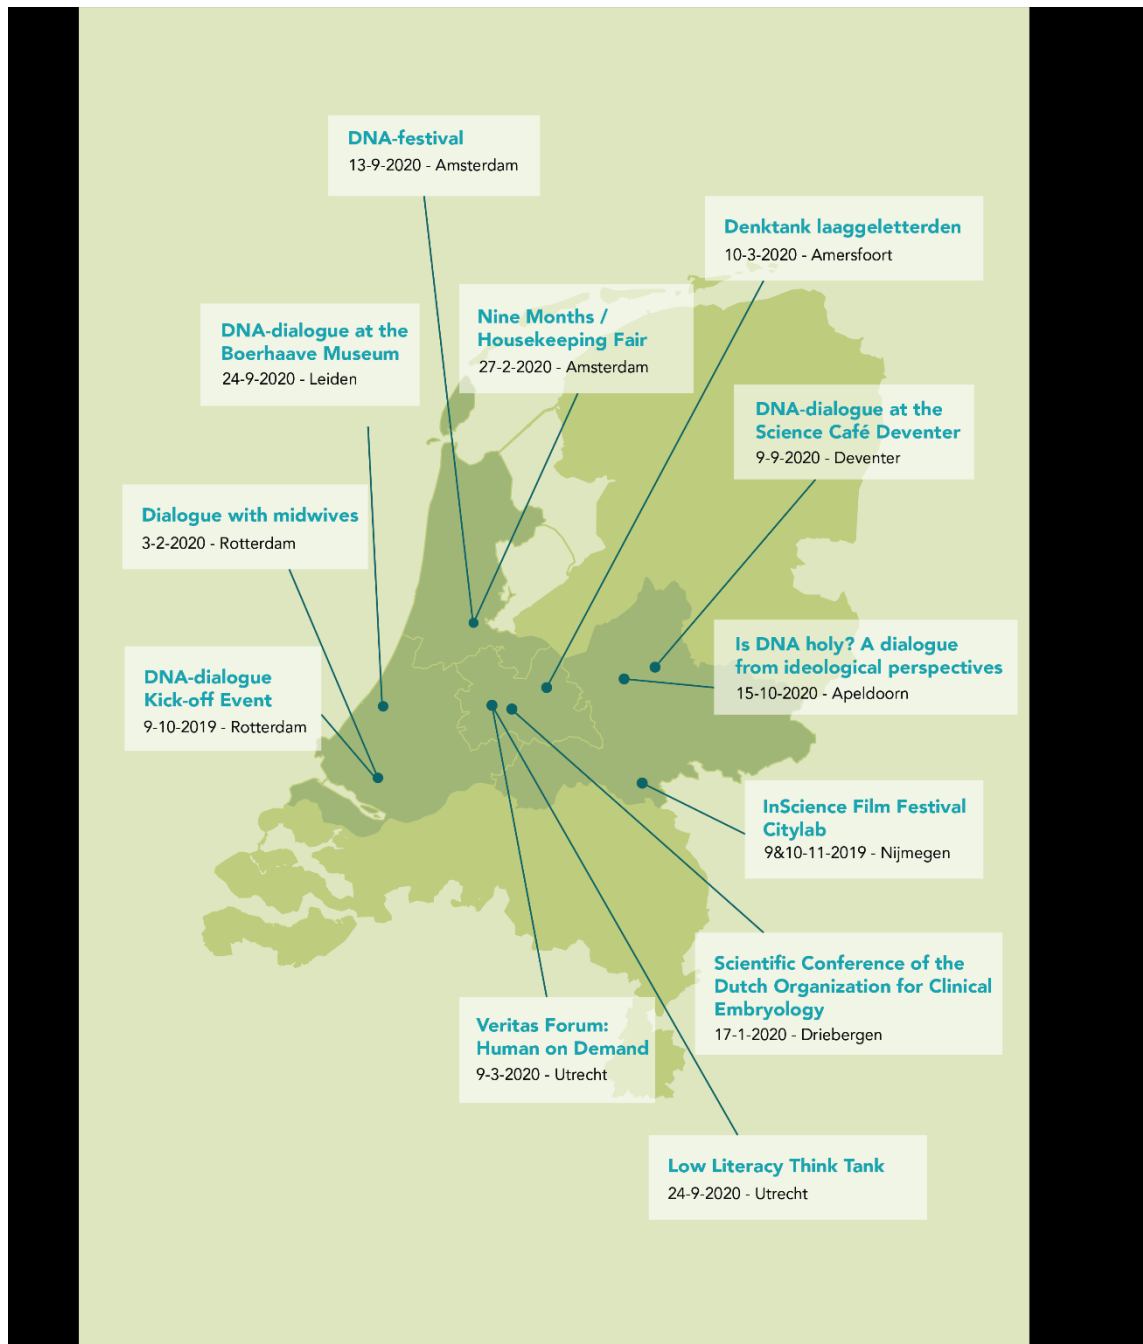 DNA-festival
13-9-2020 - Amsterdam
Denktank laaggeletterden
10-3-2020 - Amersfoort
Nine Months /
Housekeeping Fair
27-2-2020 - Amsterdam
DNA-dialogue at the
Boerhaave Museum
24-9-2020 - Leiden
DNA-dialogue at the
Science Café Deventer
9-9-2020 - Deventer
Dialogue with midwives
3-2-2020 - Rotterdam
Is DNA holy? A dialogue
from ideological perspectives
15-10-2020 - Apeldoorn
DNA-dialogue
Kick-off Event
9-10-2019 - Rotterdam
InScience Film Festival
Citylab
9&10-11-2019 - Nijmegen
Scientific Conference of the
Dutch Organization for Clinical
Embryology
17-1-2020 - Driebergen
Veritas Forum:
Human on Demand
9-3-2020 - Utrecht
Low Literacy Think Tank
24-9-2020 - Utrecht